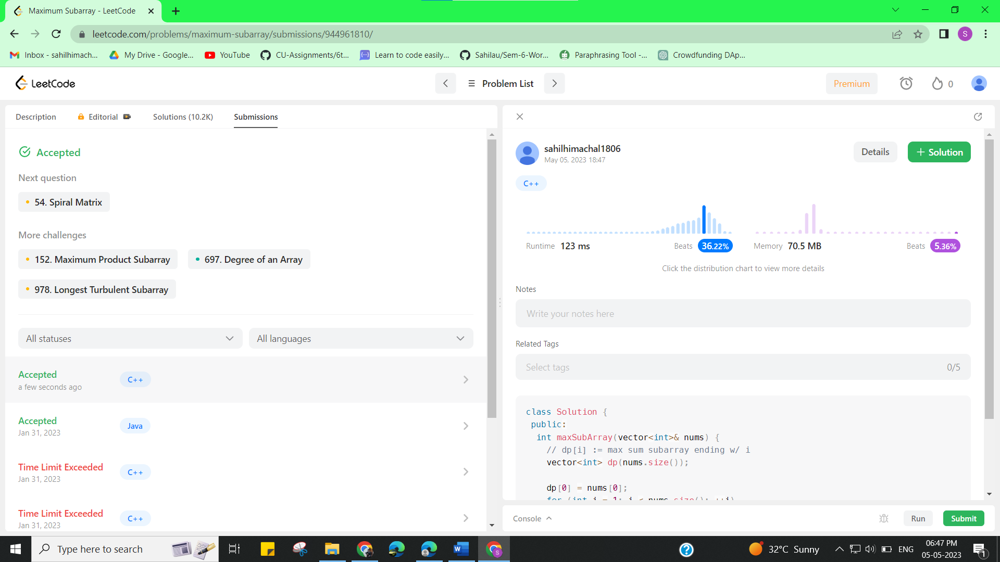 Maximum Subarray - LeetCode
leetcode.com/problems/maximum-subarray/submissions/944961810/
S
Inbox - sahilhimach...
My Drive - Google...
YouTube
CU-Assignments/6t...
Learn to code easily...
Sahilau/Sem-6-Wor...
Paraphrasing Tool -...
Crowdfunding DAp...
LeetCode
Problem List
Premium
0
Description
Editorial
Solutions (10.2K)
Submissions
Accepted
Next question
54. Spiral Matrix
More challenges
152. Maximum Product Subarray
697. Degree of an Array
978. Longest Turbulent Subarray
All statuses
All languages
Accepted
a few seconds ago
C++
Accepted
Jan 31, 2023
Java
Time Limit Exceeded
Jan 31, 2023
C++
Time Limit Exceeded
Jan 31, 2023
C++
sahilhimachal1806
May 05, 2023 18:47
Details
+ Solution
C++
Runtime 123 ms
Beats 36.22%
Memory 70.5 MB
Beats 5.36%
Click the distribution chart to view more details
Notes
Write your notes here
Related Tags
Select tags
0/5
class Solution {
public:
int maxSubArray(vector<int>& nums) {
// dp[i] := max sum subarray ending w/ i
vector<int> dp(nums.size());
dp[0] = nums[0];
for (int i = 1; i < nums.size(); ++i)
Console
Run
Submit
Type here to search
32°C Sunny
ENG
06:47 PM
05-05-2023
1